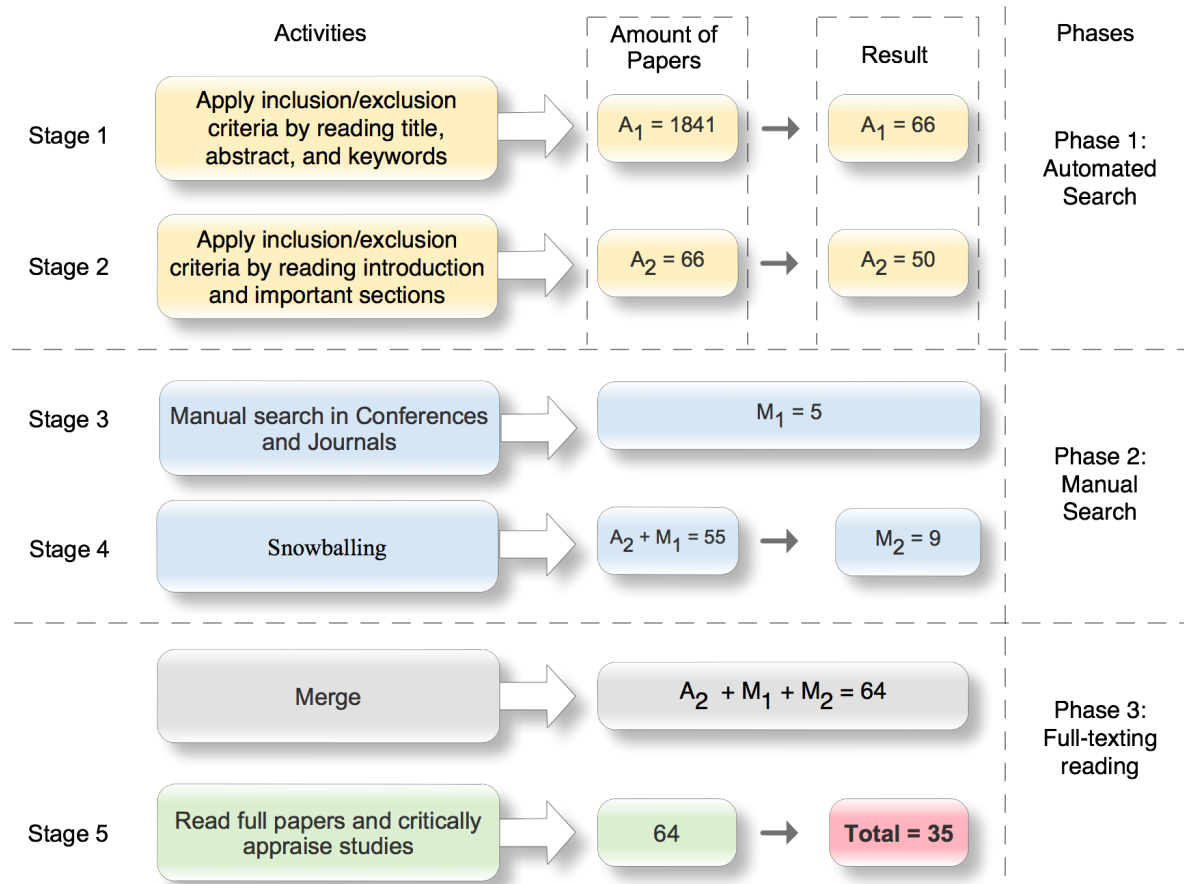 Activities
Amount of
Papers
Result
Phases
Stage 1
Apply inclusion/exclusion
criteria by reading title,
abstract, and keywords
A1 = 1841
A1 = 66
Phase 1:
Automated
Search
Stage 2
Apply inclusion/exclusion
criteria by reading introduction
and important sections
A2 = 66
A2 = 50
Stage 3
Manual search in Conferences
and Journals
M1 = 5
Phase 2:
Manual
Search
Stage 4
Snowballing
A2 + M1 = 55
M2 = 9
Merge
A2 + M1 + M2 = 64
Phase 3:
Full-texting
reading
Stage 5
Read full papers and critically
appraise studies
64
Total = 35